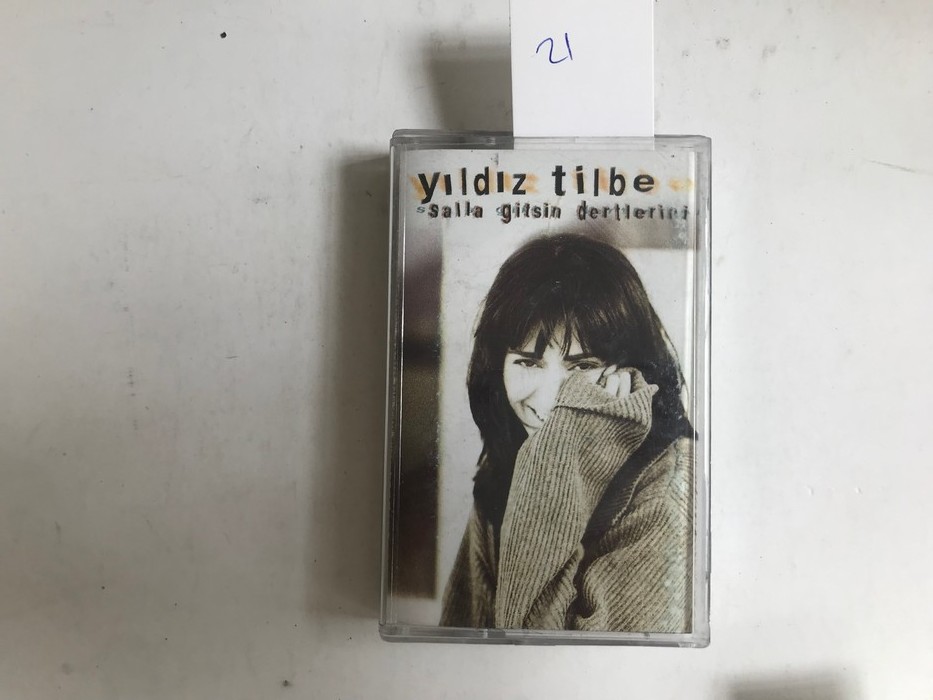 21
yıldız tilbe
salla gitsin dertlerini